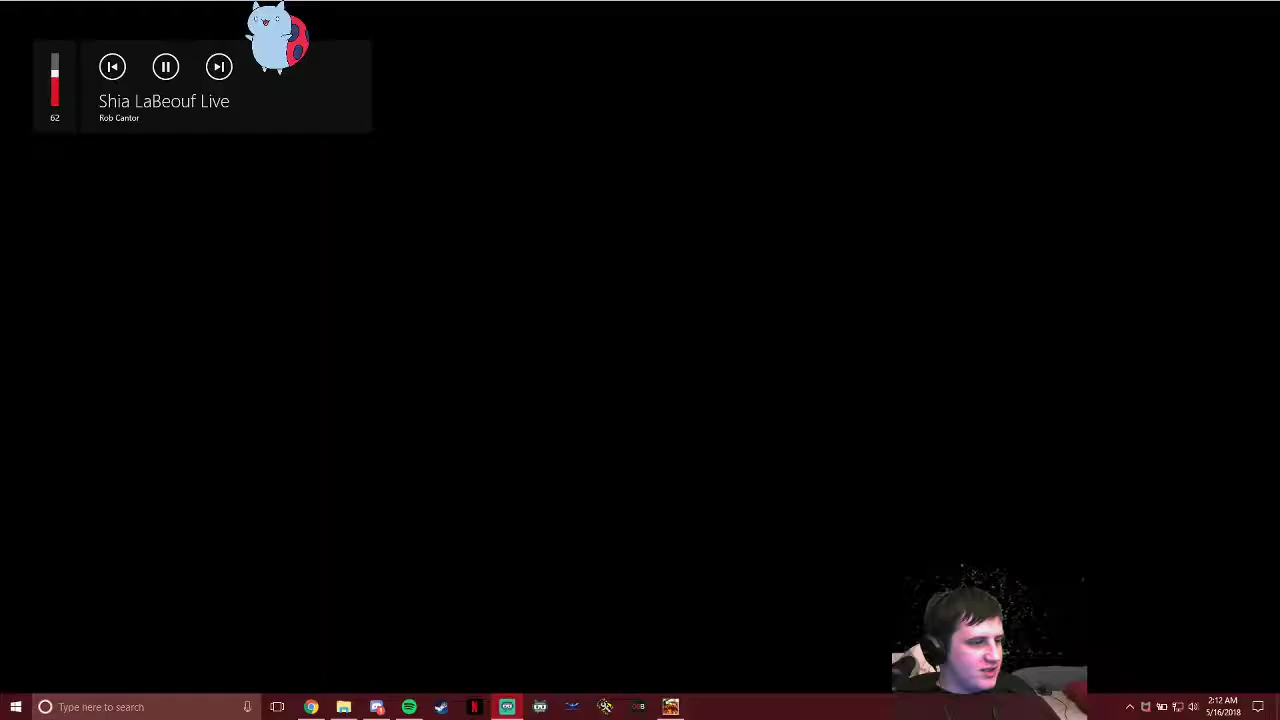 Shia LaBeouf Live
62
Rob Cantor
Type here to search
2:12 AM
5/16/2018